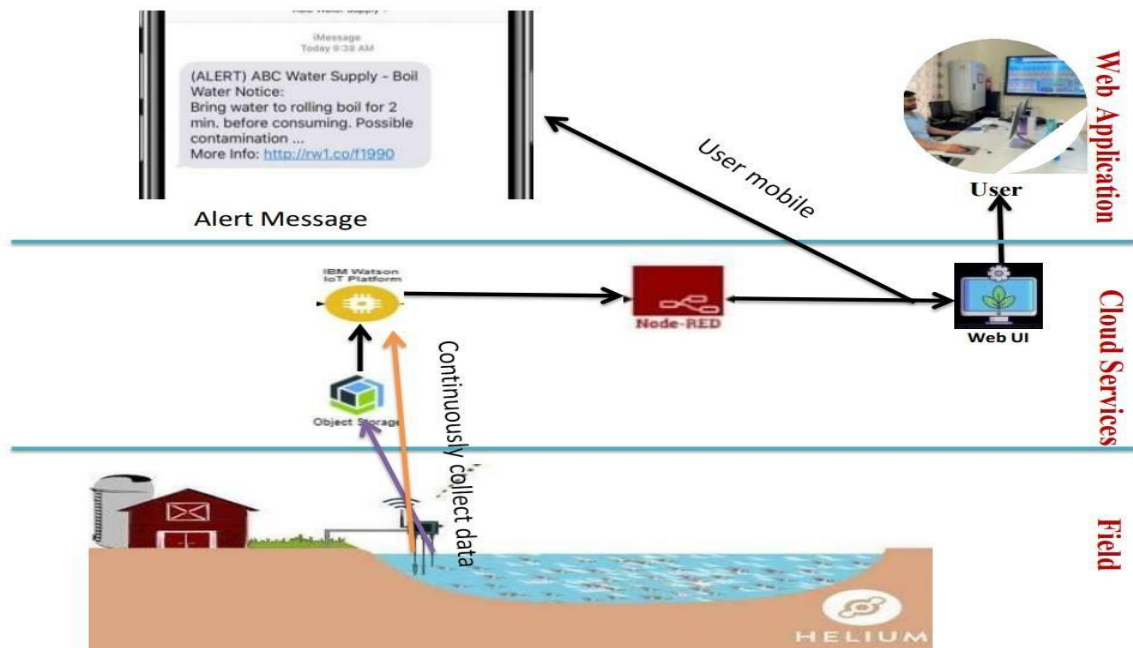 iMessage
Today 9:38 AM
(ALERT) ABC Water Supply - Boil
Water Notice:
Bring water to rolling boil for 2
min. before consuming. Possible
contamination ...
More Info: http://rw1.co/f1990
Alert Message
User mobile
User
Web Application
IBM Watson
IoT Platform
Node-RED
Web UI
Object Storage
Continuously collect data
Cloud Services
Field
HELIUM